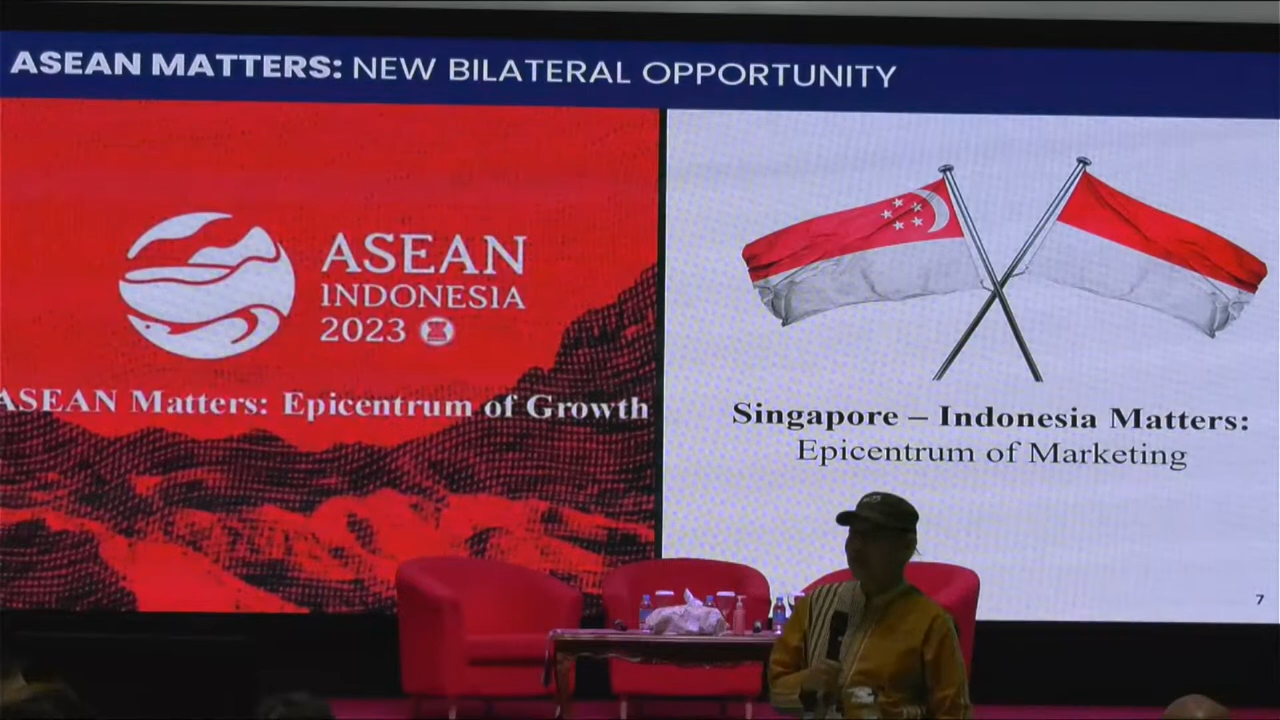 ASEAN MATTERS: NEW BILATERAL OPPORTUNITY
ASEAN
INDONESIA
2023
ASEAN Matters: Epicentrum of Growth
Singapore – Indonesia Matters:
Epicentrum of Marketing
7